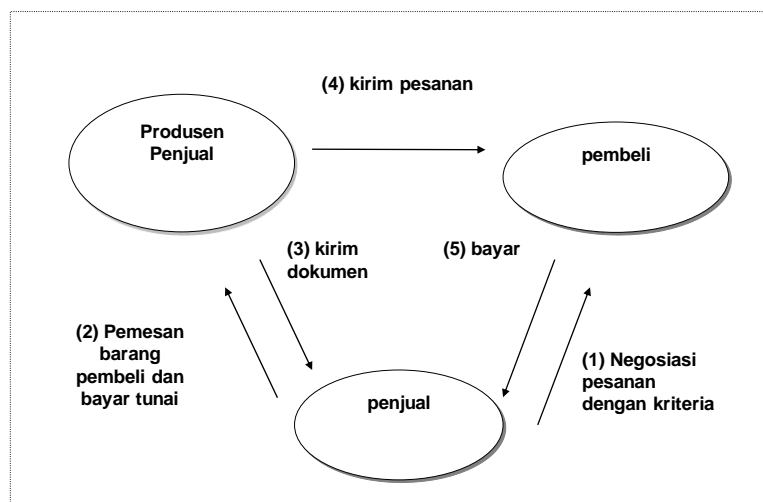 (4) kirim pesanan
Produsen
Penjual
pembeli
(3) kirim
dokumen
(5) bayar
(2) Pemesan
barang
pembeli dan
bayar tunai
(1) Negosiasi
pesanan
dengan kriteria
penjual